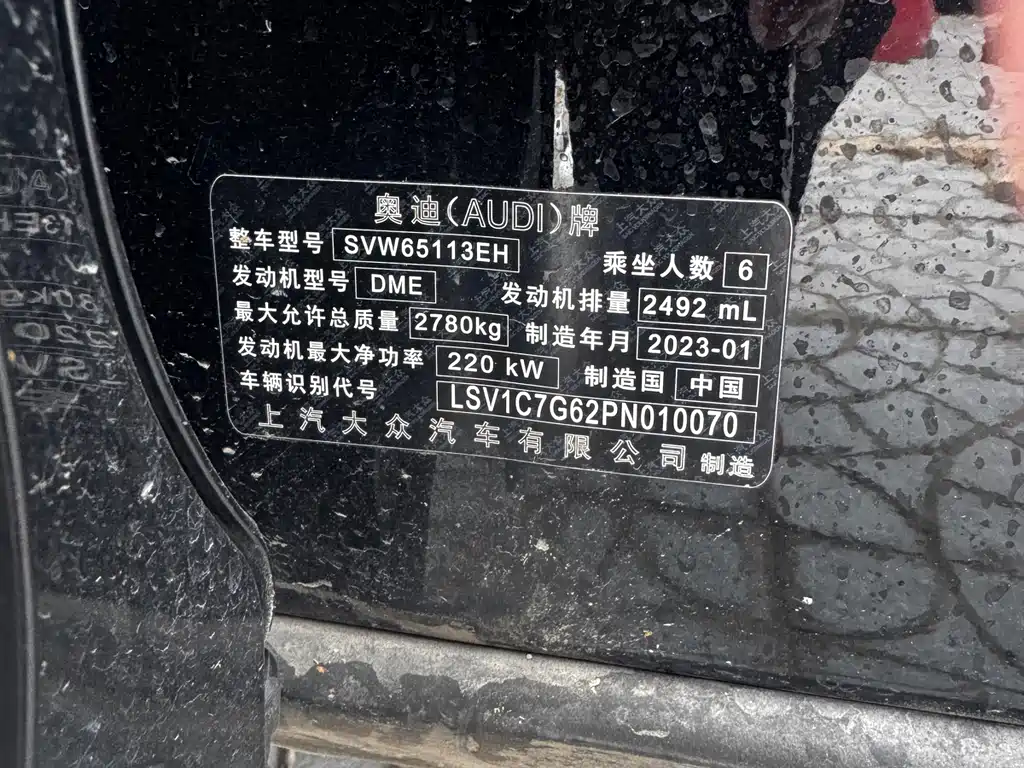 奥迪(AUDI)牌
整车型号 SVW65113EH 乘坐人数 6
发动机型号 DME 发动机排量 2492 mL
最大允许总质量 2780kg 制造年月 2023-01
发动机最大净功率 220 kW 制造国 中国
车辆识别代号 LSV1C7G62PN010070
上汽大众汽车有限公司 制造